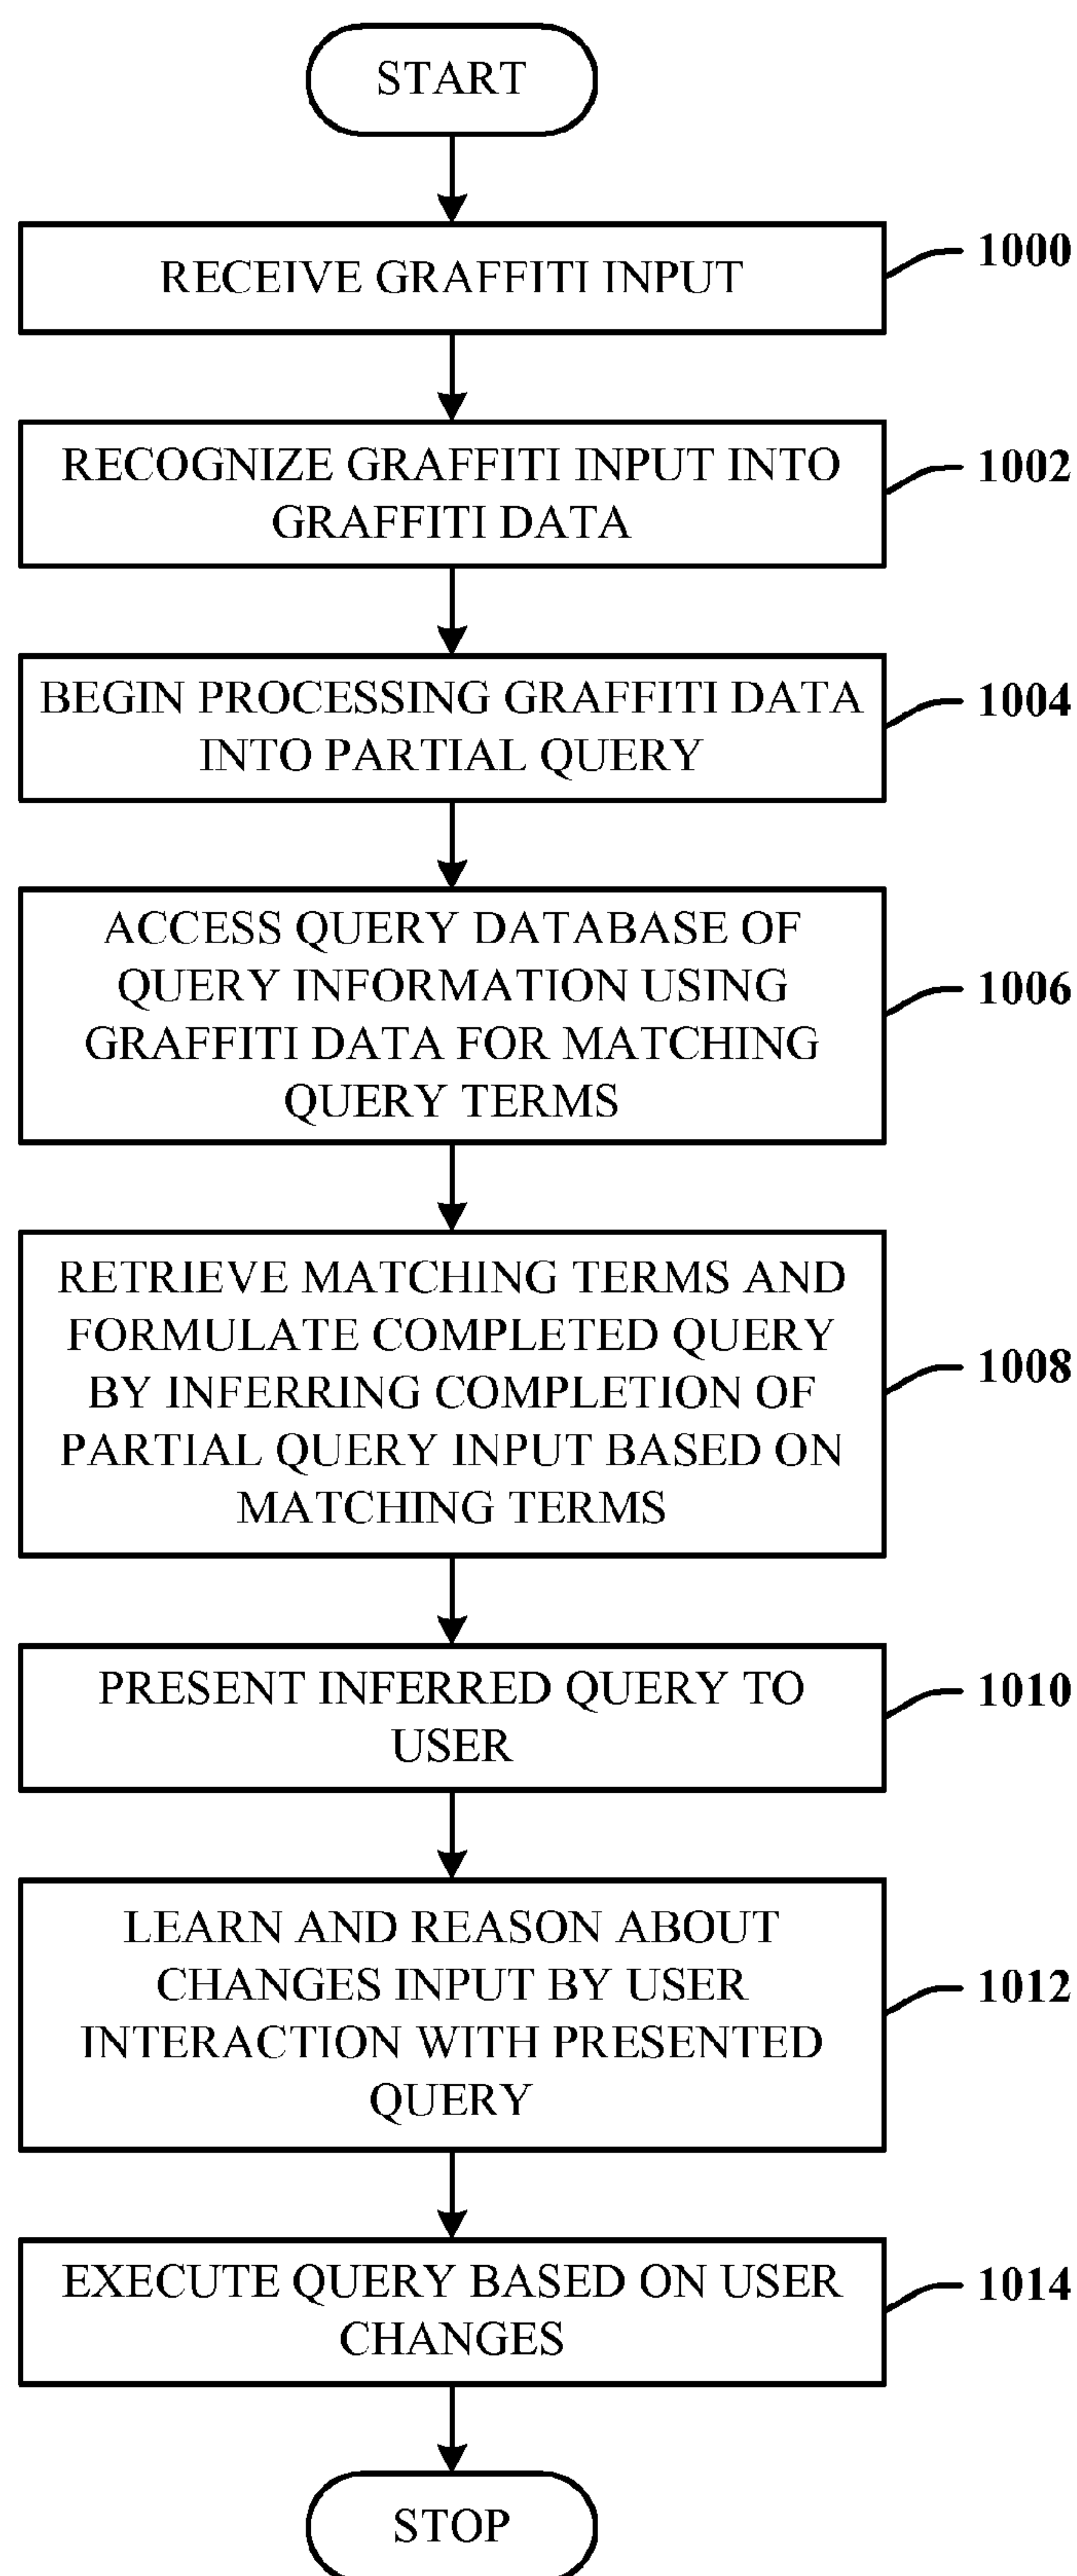 START
RECEIVE GRAFFITI INPUT
1000
RECOGNIZE GRAFFITI INPUT INTO
GRAFFITI DATA
1002
BEGIN PROCESSING GRAFFITI DATA
INTO PARTIAL QUERY
1004
ACCESS QUERY DATABASE OF
QUERY INFORMATION USING
GRAFFITI DATA FOR MATCHING
QUERY TERMS
1006
RETRIEVE MATCHING TERMS AND
FORMULATE COMPLETED QUERY
BY INFERRING COMPLETION OF
PARTIAL QUERY INPUT BASED ON
MATCHING TERMS
1008
PRESENT INFERRED QUERY TO
USER
1010
LEARN AND REASON ABOUT
CHANGES INPUT BY USER
INTERACTION WITH PRESENTED
QUERY
1012
EXECUTE QUERY BASED ON USER
CHANGES
1014
STOP